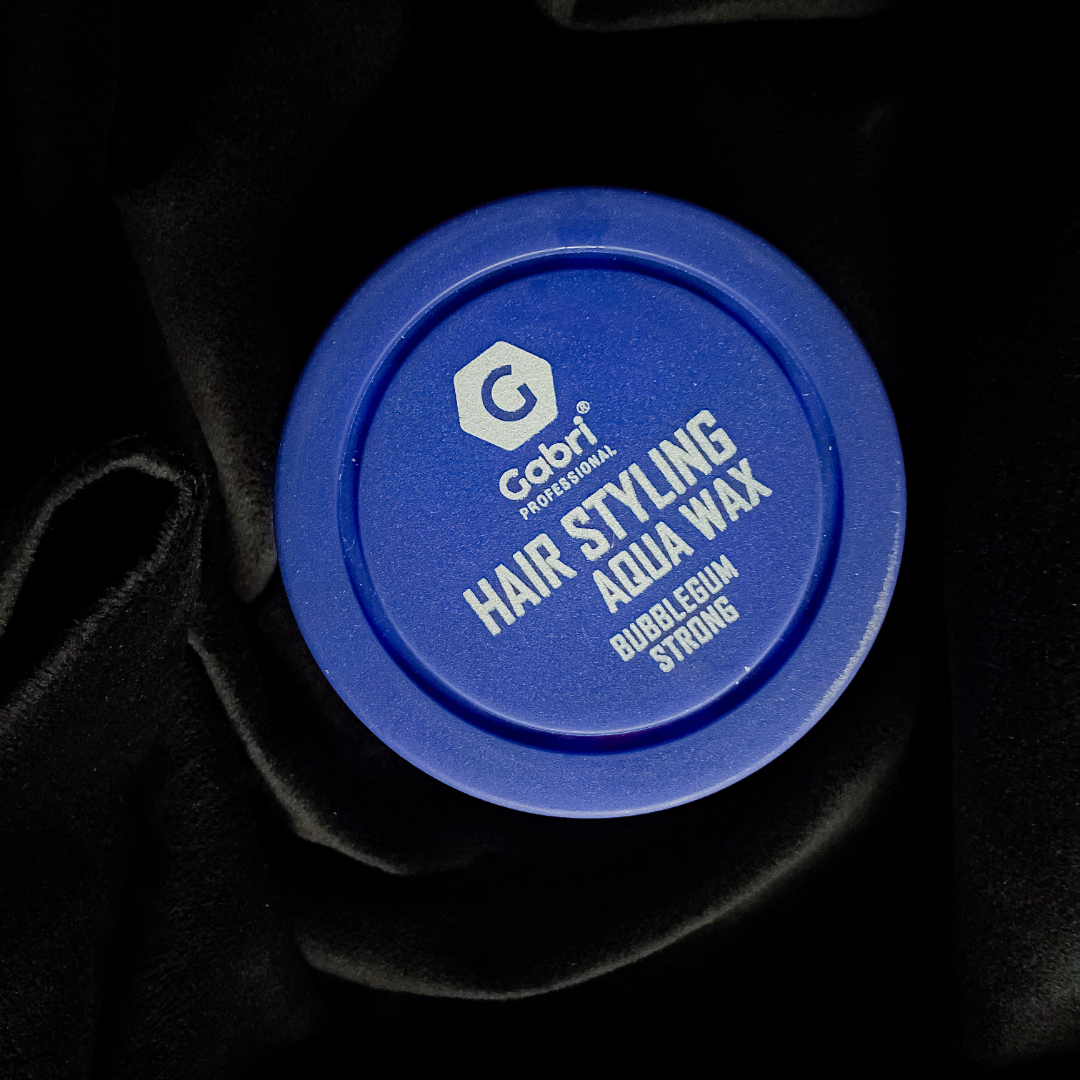 G
Gabri®
PROFESSIONAL
HAIR STYLING
AQUA WAX
BUBBLEGUM
STRONG